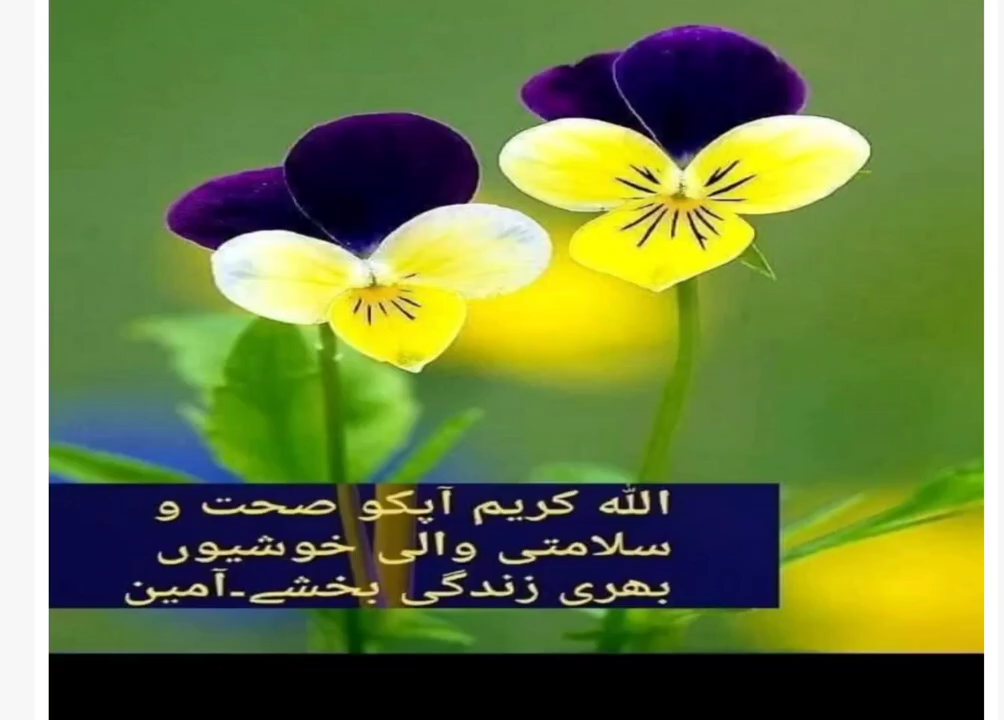 اللہ کریم آپکو صحت و
سلامتی والی خوشیوں
بھری زندگی بخشے۔آمین